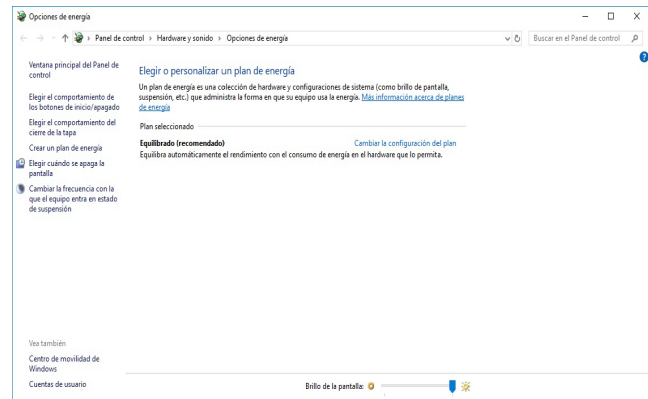 Opciones de energía
Panel de control > Hardware y sonido > Opciones de energía
Buscar en el Panel de control
Ventana principal del Panel de
control
Elegir el comportamiento de
los botones de inicio/apagado
Elegir el comportamiento del
cierre de la tapa
Crear un plan de energía
Elegir cuándo se apaga la
pantalla
Cambiar la frecuencia con la
que el equipo entra en estado
de suspensión
Elegir o personalizar un plan de energía
Un plan de energía es una colección de hardware y configuraciones de sistema (como brillo de pantalla,
suspensión, etc.) que administra la forma en que su equipo usa la energía. Más información acerca de planes
de energía
Plan seleccionado
Equilibrado (recomendado) Cambiar la configuración del plan
Equilibra automáticamente el rendimiento con el consumo de energía en el hardware que lo permita.
Vea también
Centro de movilidad de
Windows
Cuentas de usuario
Brillo de la pantalla: